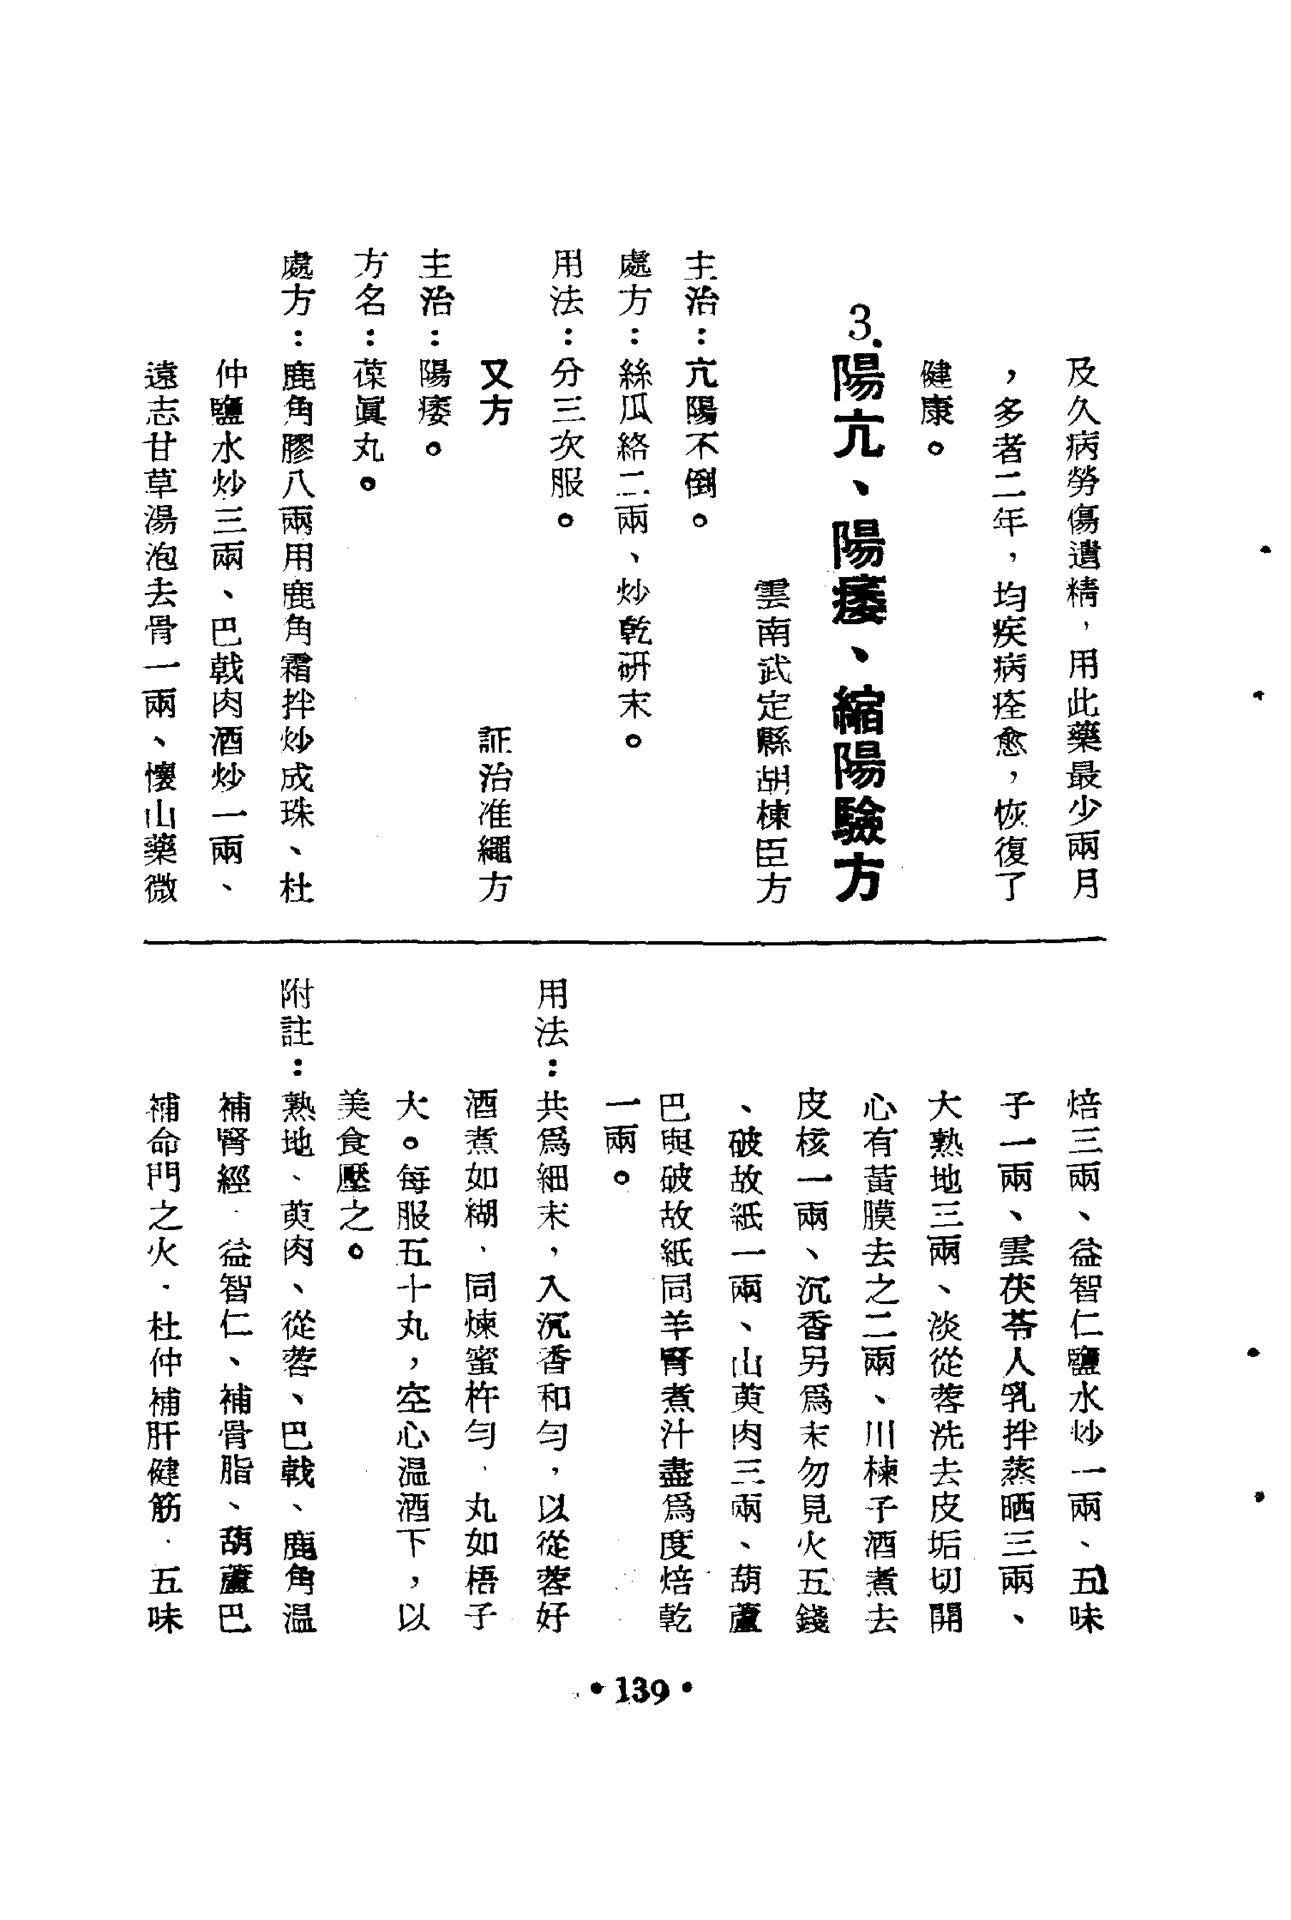 及久病勞傷遺精，用此藥最少兩月
，多者二年，均疾病痊愈，恢復了
健康。
3.陽亢、陽痿、縮陽驗方
雲南武定縣胡棟臣方
主治：亢陽不倒。
處方：絲瓜絡二兩、炒乾研末。
用法：分三次服。
又方　証治准繩方
主治：陽痿。
方名：葆眞丸。
處方：鹿角膠八兩用鹿角霜拌炒成珠、杜
仲鹽水炒三兩、巴戟肉酒炒一兩、
遠志甘草湯泡去骨一兩、懷山藥微
焙三兩、益智仁鹽水炒一兩、五味
子一兩、雲茯苓人乳拌蒸晒三兩、
大熟地三兩、淡從蓉洗去皮垢切開
心有黃膜去之二兩、川楝子酒煮去
皮核一兩、沉香另爲末勿見火五錢
、破故紙一兩、山萸肉三兩、葫蘆
巴與破故紙同羊腎煮汁盡爲度焙乾
一兩。
用法：共爲細末，入沉香和勻，以從蓉好
酒煮如糊，同煉蜜杵勻，丸如梧子
大。每服五十丸，空心温酒下，以
美食壓之。
附註：熟地、萸肉、從蓉、巴戟、鹿角温
補腎經．益智仁、補骨脂、葫蘆巴
補命門之火．杜仲補肝健筋．五味
•139•